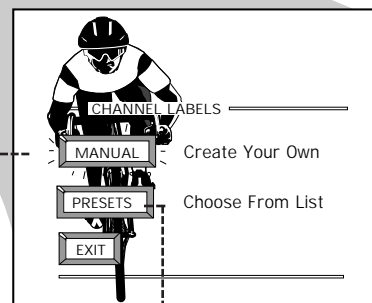 CHANNEL LABELS
MANUAL Create Your Own
PRESETS Choose From List
EXIT